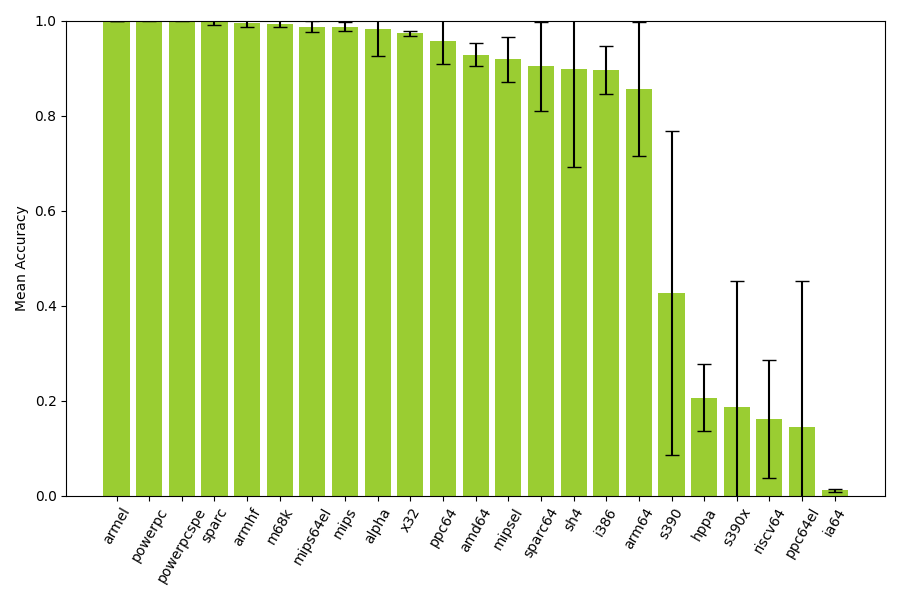 1.0
0.8
0.6
0.4
0.2
0.0
Mean Accuracy
armel
powerpc
powerpcspe
sparc
armhf
m68k
mips64el
mips
alpha
x32
ppc64
amd64
mipsel
sparc64
sh4
i386
arm64
s390
hppa
s390x
riscv64
ppc64el
ia64